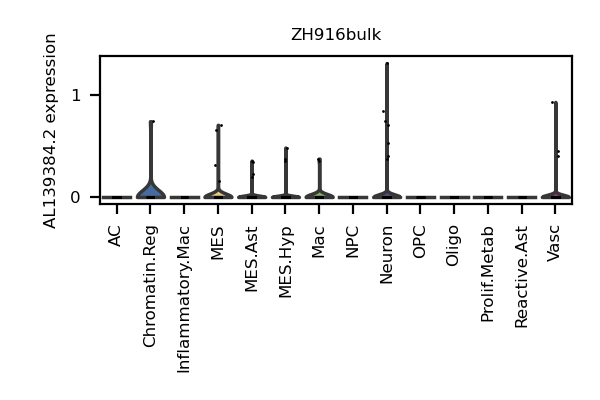 ZH916bulk
AL139384.2 expression
1
0
AC
Chromatin.Reg
Inflammatory.Mac
MES
MES.Ast
MES.Hyp
Mac
NPC
Neuron
OPC
Oligo
Prolif.Metab
Reactive.Ast
Vasc